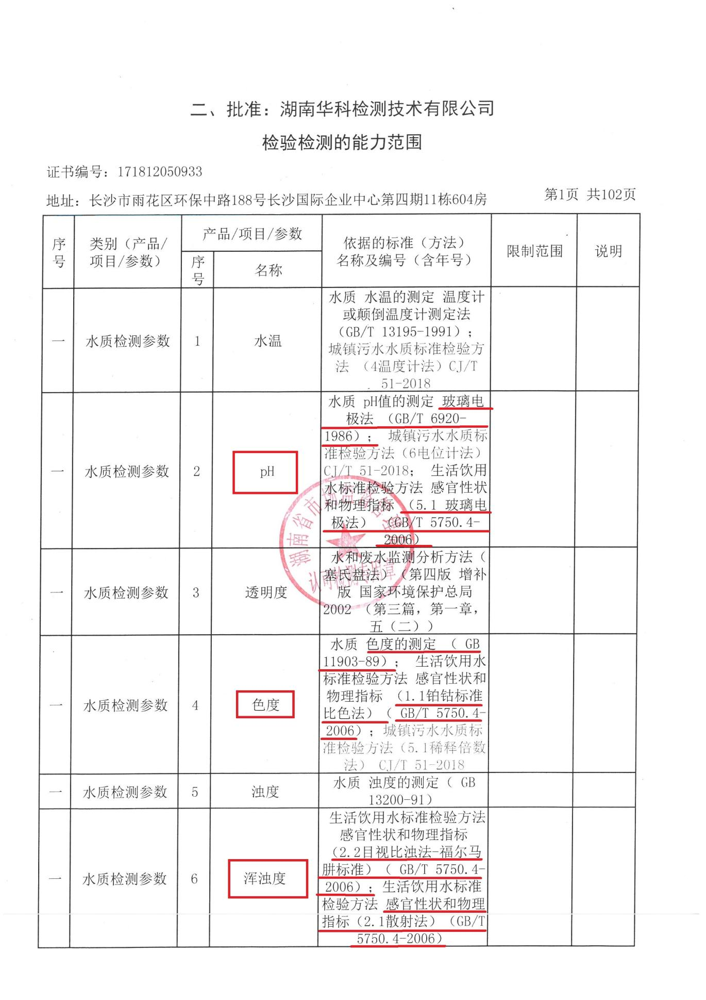 二、批准：湖南华科检测技术有限公司
检验检测的能力范围
证书编号：171812050933
地址：长沙市雨花区环保中路188号长沙国际企业中心第四期11栋604房
第1页 共102页
序号
类别（产品/
项目/参数）
产品/项目/参数
序号
名称
依据的标准（方法）
名称及编号（含年号）
限制范围
说明
一
水质检测参数
1
水温
水质 水温的测定 温度计
或颠倒温度计测定法
（GB/T 13195-1991）；
城镇污水水质标准检验方
法 （4温度计法）CJ/T
51-2018
一
水质检测参数
2
pH
水质 pH值的测定 玻璃电
极法 （GB/T 6920-
1986）； 城镇污水水质标
准检验方法（6电位计法）
CJ/T 51-2018； 生活饮用
水标准检验方法 感官性状
和物理指标 （5.1 玻璃电
极法） （GB/T 5750.4-
2006）
一
水质检测参数
3
透明度
水和废水监测分析方法（
塞氏盘法）（第四版 增补
版 国家环境保护总局
2002 （第三篇，第一章，
五（二））
一
水质检测参数
4
色度
水质 色度的测定 （ GB
11903-89）； 生活饮用水
标准检验方法 感官性状和
物理指标 （1.1铂钴标准
比色法）（ GB/T 5750.4-
2006）；城镇污水水质标
准检验方法（5.1稀释倍数
法） CJ/T 51-2018
一
水质检测参数
5
浊度
水质 浊度的测定（ GB
13200-91）
一
水质检测参数
6
浑浊度
生活饮用水标准检验方法
感官性状和物理指标
（2.2目视比浊法-福尔马
肼标准）（ GB/T 5750.4-
2006）；生活饮用水标准
检验方法 感官性状和物理
指标（2.1散射法）（GB/T
5750.4-2006）
湖南省市场监督管理局
认可检测专用章